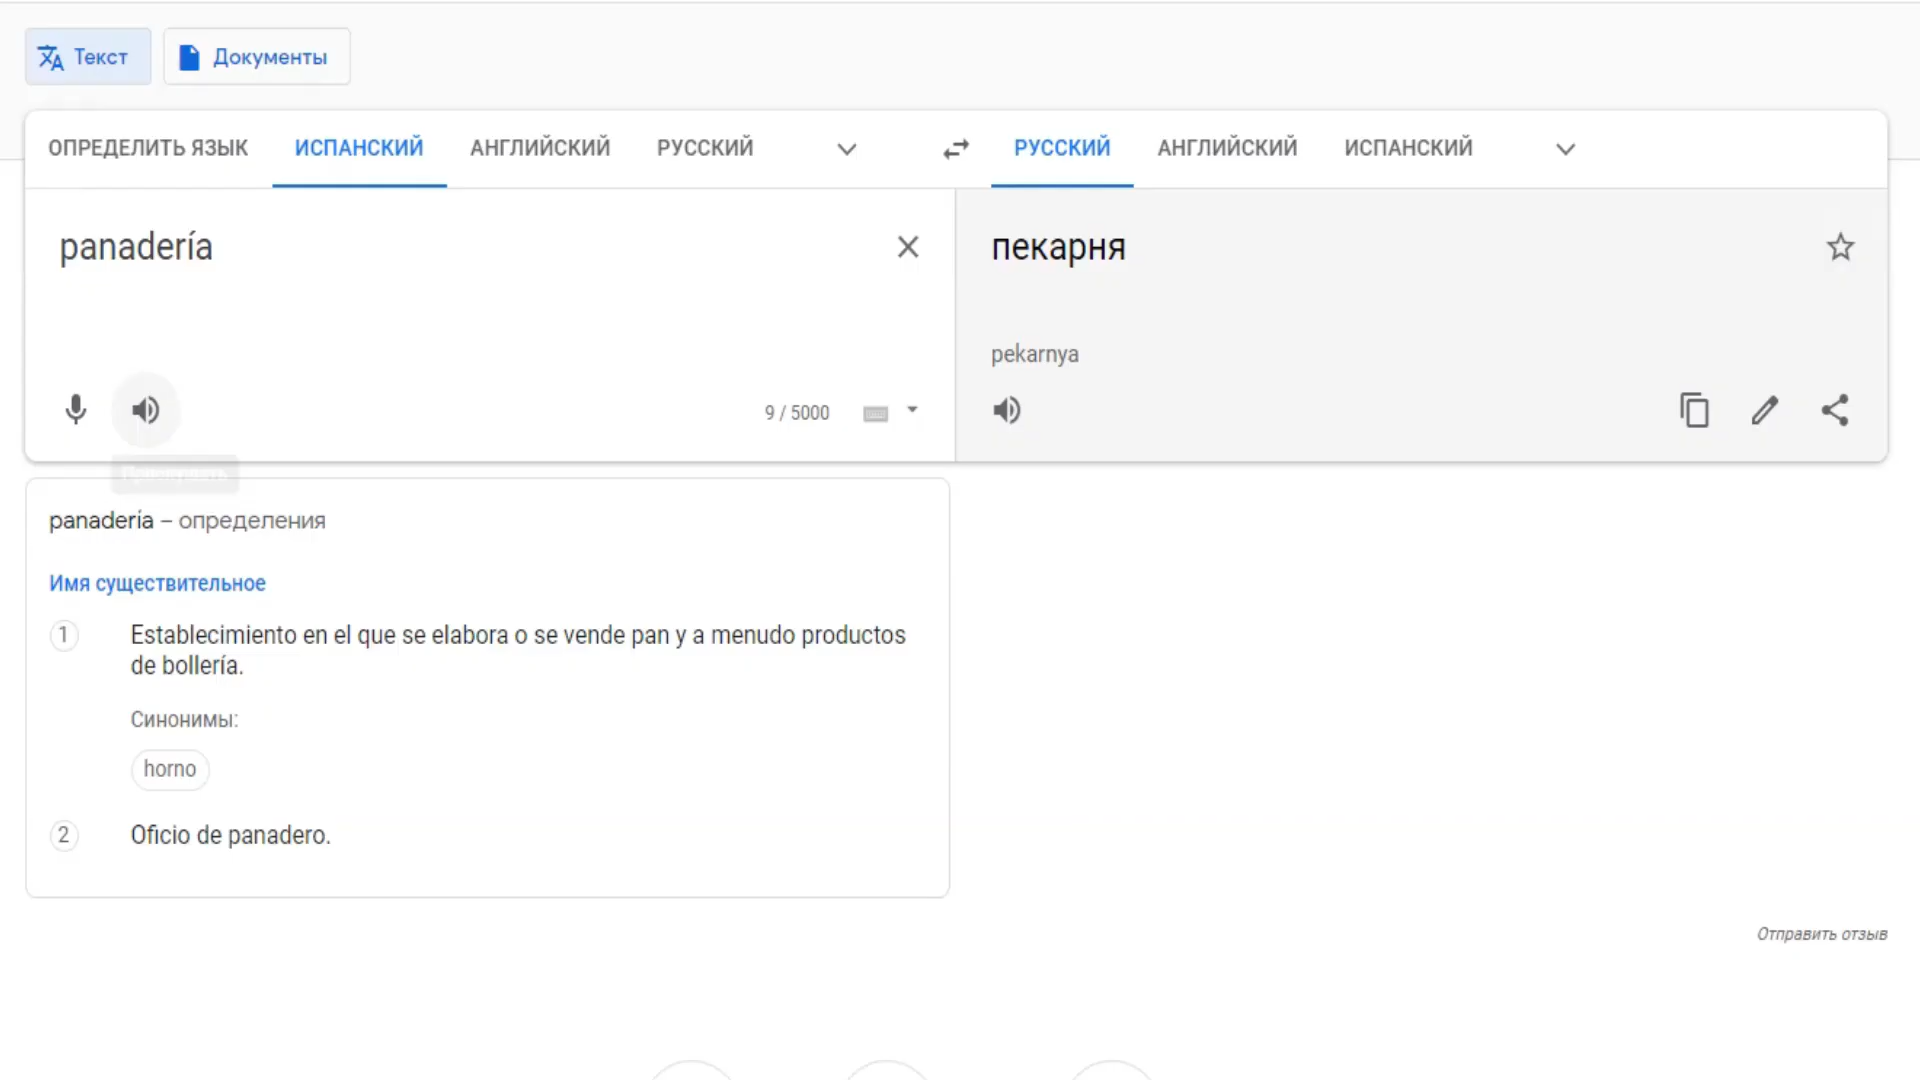 Текст
Документы
ОПРЕДЕЛИТЬ ЯЗЫК ИСПАНСКИЙ АНГЛИЙСКИЙ РУССКИЙ
РУССКИЙ АНГЛИЙСКИЙ ИСПАНСКИЙ
panadería
9 / 5000
пекарня
pekarnya
panadería – определения
Имя существительное
1 Establecimiento en el que se elabora o se vende pan y a menudo productos
de bollería.
Синонимы:
horno
2 Oficio de panadero.
Отправить отзыв